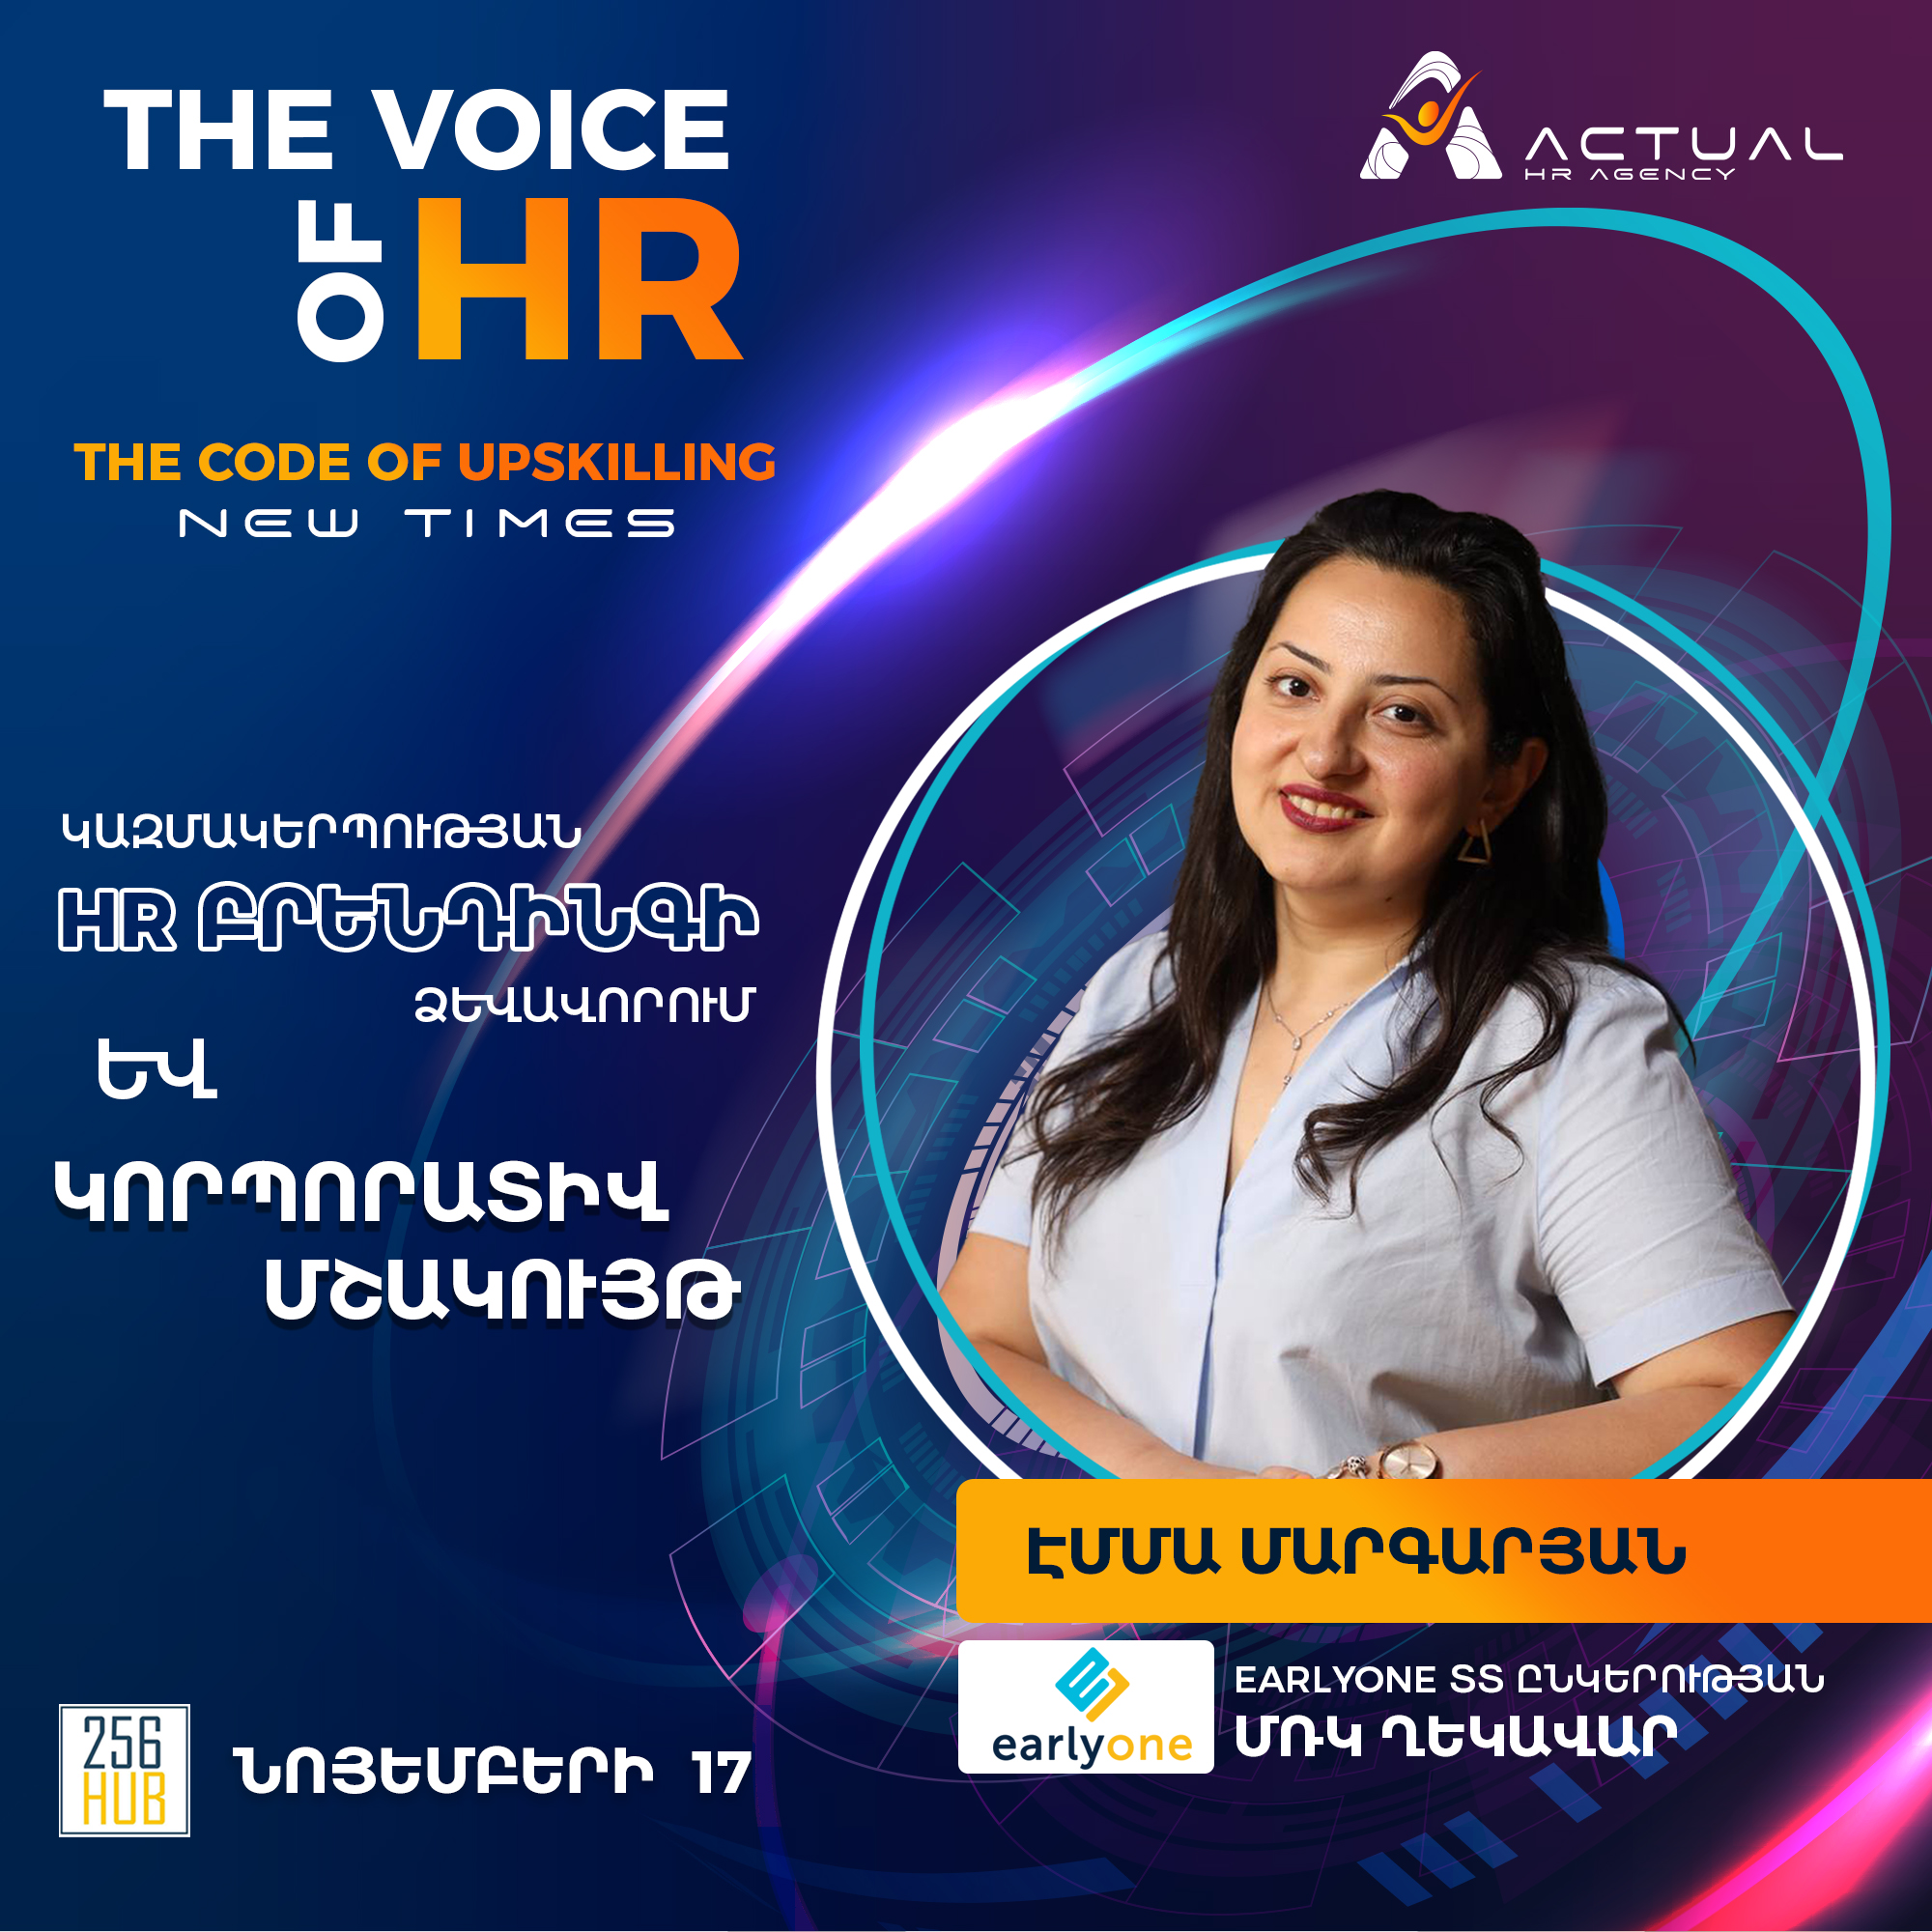 THE VOICE
OF HR
THE CODE OF UPSKILLING
NEW TIMES
ACTUAL
HR AGENCY
ԿԱԶՄԱԿԵՐՊՈՒԹՅԱՆ
HR ԲՐԵՆԴԻՆԳԻ
ՁԵՎԱՎՈՐՈՒՄ
ԵՎ
ԿՈՐՊՈՐԱՏԻՎ
ՄՇԱԿՈՒՅԹ
ԷՄՄԱ ՄԱՐԳԱՐՅԱՆ
earlyone
EARLYONE SS ԸՆԿԵՐՈՒԹՅԱՆ
ՄՌԿ ՂԵԿԱՎԱՐ
256
HUB
ՆՈՅԵՄԲԵՐԻ 17